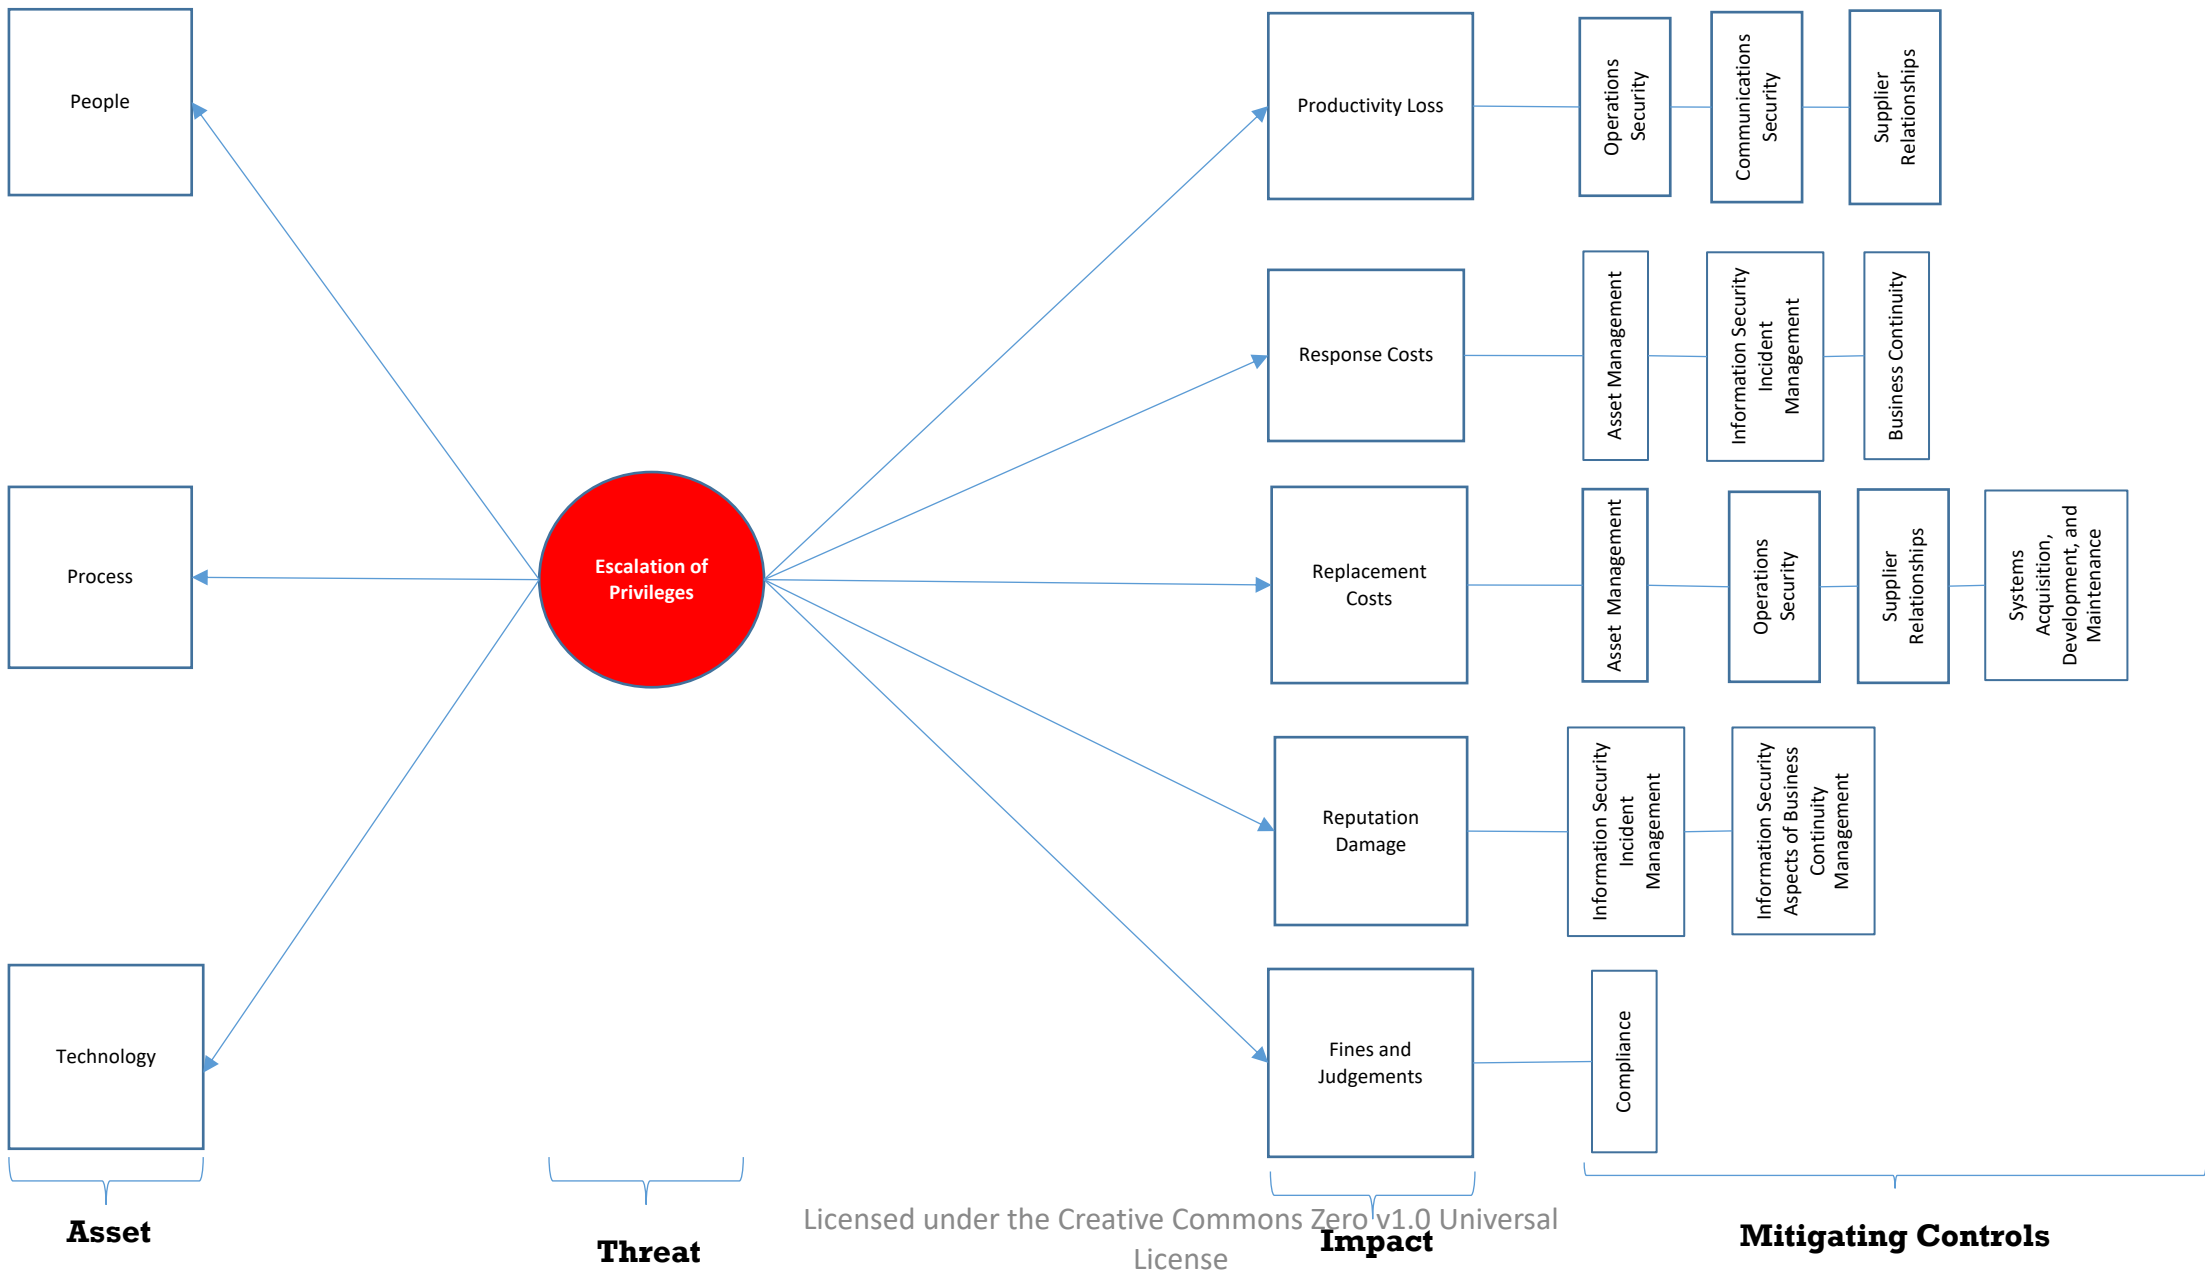 People
Process
Technology
Escalation of
Privileges
Productivity Loss
Operations
Security
Communications
Security
Supplier
Relationships
Response Costs
Asset Management
Information Security
Incident
Management
Business Continuity
Replacement
Costs
Asset Management
Operations
Security
Supplier
Relationships
Systems
Acquisition,
Development, and
Maintenance
Reputation
Damage
Information Security
Incident
Management
Information Security
Aspects of Business
Continuity
Management
Fines and
Judgements
Compliance
Asset
Threat
Impact
Mitigating Controls
Licensed under the Creative Commons Zero v1.0 Universal
License